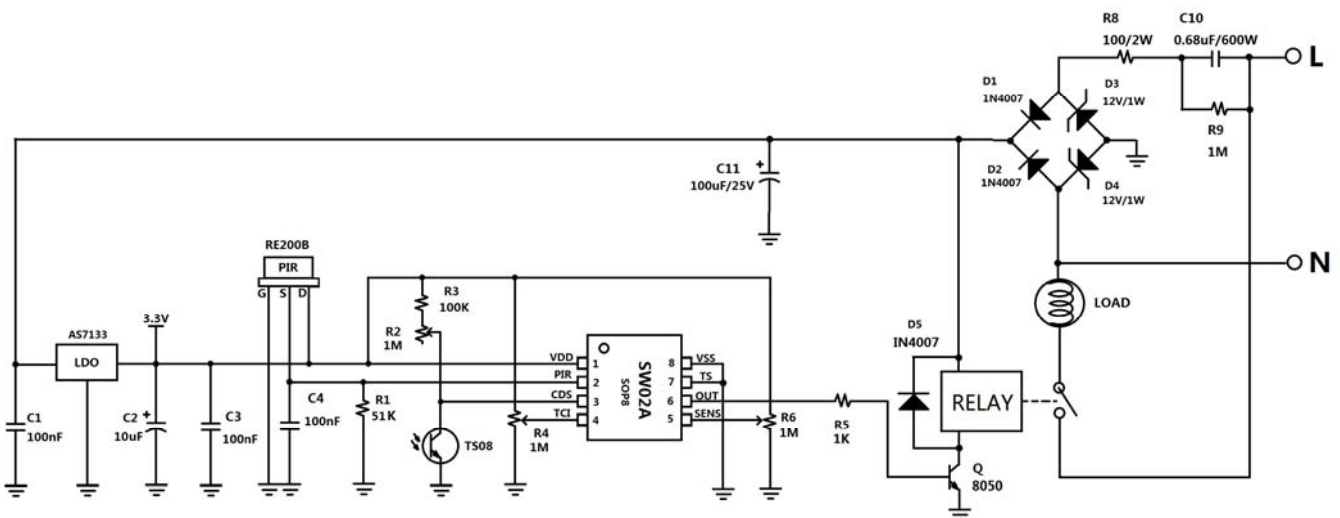 R8
100/2W
C10
0.68uF/600W
L
D1
1N4007
D3
12V/1W
R9
1M
D2
1N4007
D4
12V/1W
C11
100uF/25V
+
N
RE200B
PIR
G S D
LOAD
R3
100K
R2
1M
3.3V
AS7133
LDO
D5
IN4007
VDD
PIR
CDS
TCI
1
2
3
4
SW02A
SOP8
8
7
6
5
VSS
TS
OUT
SENS
RELAY
C1
100nF
C2
10uF
+
C3
100nF
C4
100nF
R1
51K
TS08
R4
1M
R6
1M
R5
1K
Q
8050